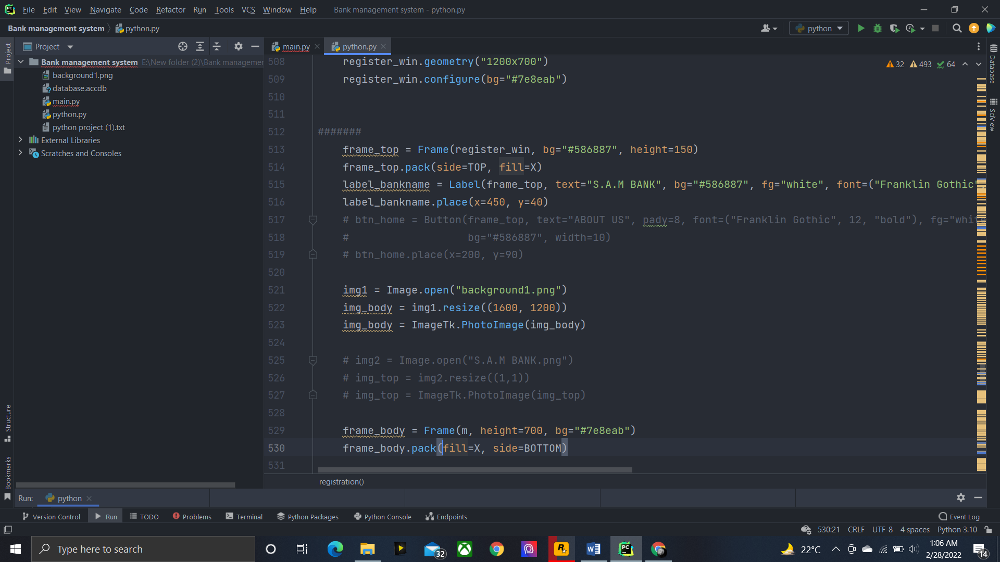 File Edit View Navigate Code Refactor Run Tools VCS Window Help Bank management system - python.py
Bank management system python.py python
Project main.py python.py
Bank management system E:\New folder (2)\Bank managemer
background1.png
database.accdb
main.py
python.py
python project (1).txt
External Libraries
Scratches and Consoles
Project
Structure
Bookmarks
32 493 64
508 register_win.geometry("1200x700")
509 register_win.configure(bg="#7e8eab")
510
511
512 #######
513 frame_top = Frame(register_win, bg="#586887", height=150)
514 frame_top.pack(side=TOP, fill=X)
515 label_bankname = Label(frame_top, text="S.A.M BANK", bg="#586887", fg="white", font=("Franklin Gothic"
516 label_bankname.place(x=450, y=40)
517 # btn_home = Button(frame_top, text="ABOUT US", pady=8, font=("Franklin Gothic", 12, "bold"), fg="whit
518 # bg="#586887", width=10)
519 # btn_home.place(x=200, y=90)
520
521 img1 = Image.open("background1.png")
522 img_body = img1.resize((1600, 1200))
523 img_body = ImageTk.PhotoImage(img_body)
524
525 # img2 = Image.open("S.A.M BANK.png")
526 # img_top = img2.resize((1,1))
527 # img_top = ImageTk.PhotoImage(img_top)
528
529 frame_body = Frame(m, height=700, bg="#7e8eab")
530 frame_body.pack(fill=X, side=BOTTOM)
531
registration()
Database
SciView
Run: python
Version Control Run TODO Problems Terminal Python Packages Python Console Endpoints Event Log
530:21 CRLF UTF-8 4 spaces Python 3.10
Type here to search 32 22°C 1:06 AM
2/28/2022 14